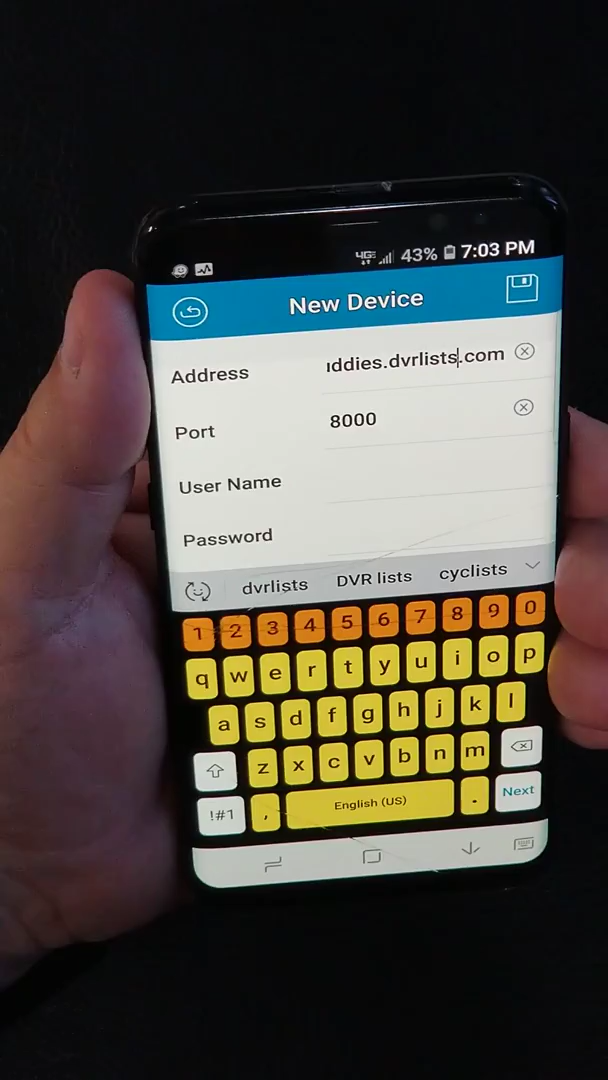 4GE 43% 7:03 PM
New Device
Address ıddies.dvrlists.com
Port 8000
User Name
Password
dvrlists DVR lists cyclists
1 2 3 4 5 6 7 8 9 0
q w e r t y u i o p
a s d f g h j k l
z x c v b n m
!#1 , English (US) . Next